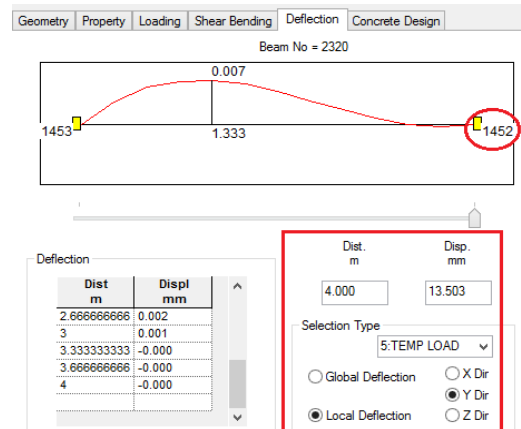 Geometry Property Loading Shear Bending Deflection Concrete Design
Beam No = 2320
0.007
1453 1.333 1452
Deflection
Dist Displ
m mm
2.666666666 0.002
3 0.001
3.333333333 -0.000
3.666666666 -0.000
4 -0.000
Dist. Disp.
m mm
4.000 13.503
Selection Type
5:TEMP LOAD
Global Deflection X Dir
Y Dir
Local Deflection Z Dir